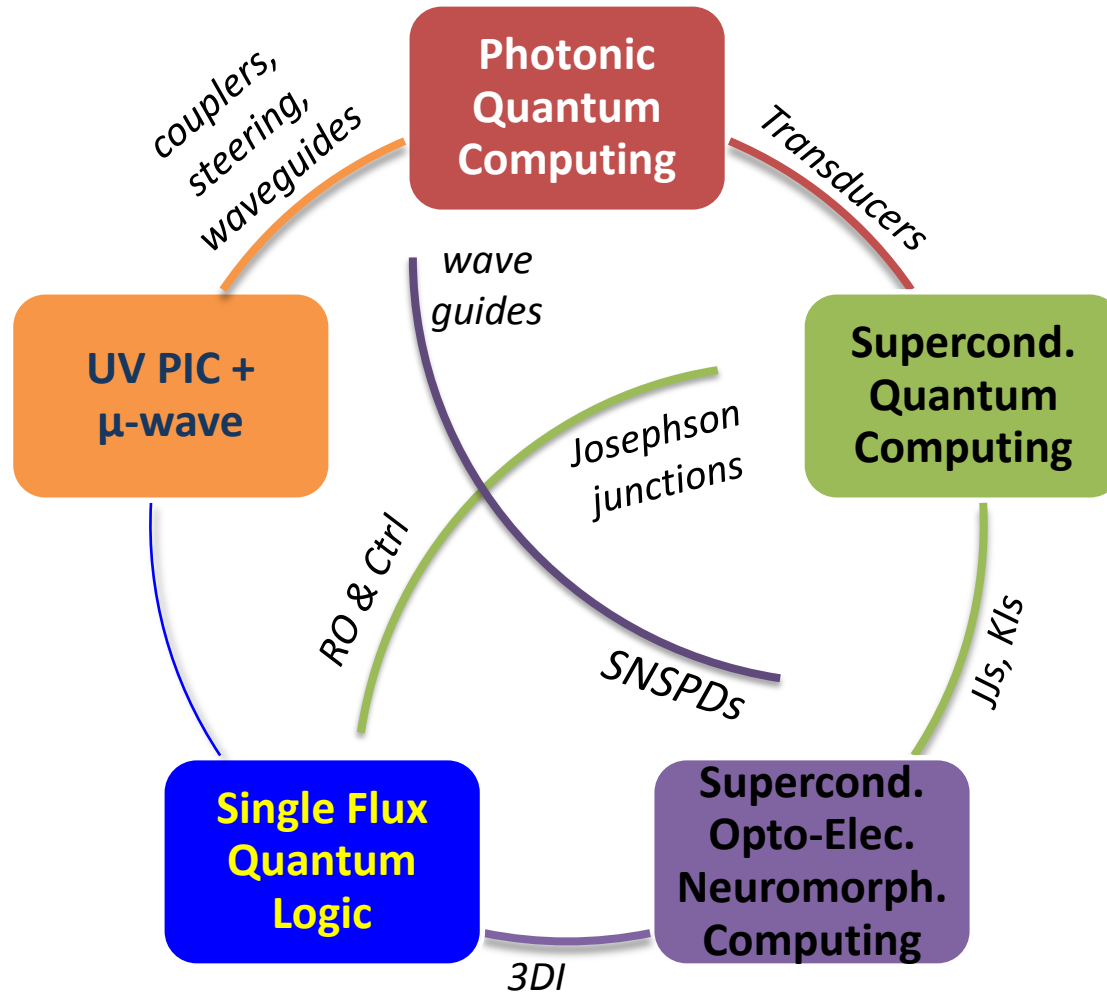 Photonic
Quantum
Computing
couplers,
steering,
waveguides
Transducers
wave
guides
UV PIC +
μ-wave
Supercond.
Quantum
Computing
Josephson
junctions
RO & Ctrl
SNSPDs
JJs, KIs
Single Flux
Quantum
Logic
Supercond.
Opto-Elec.
Neuromorph.
Computing
3DI